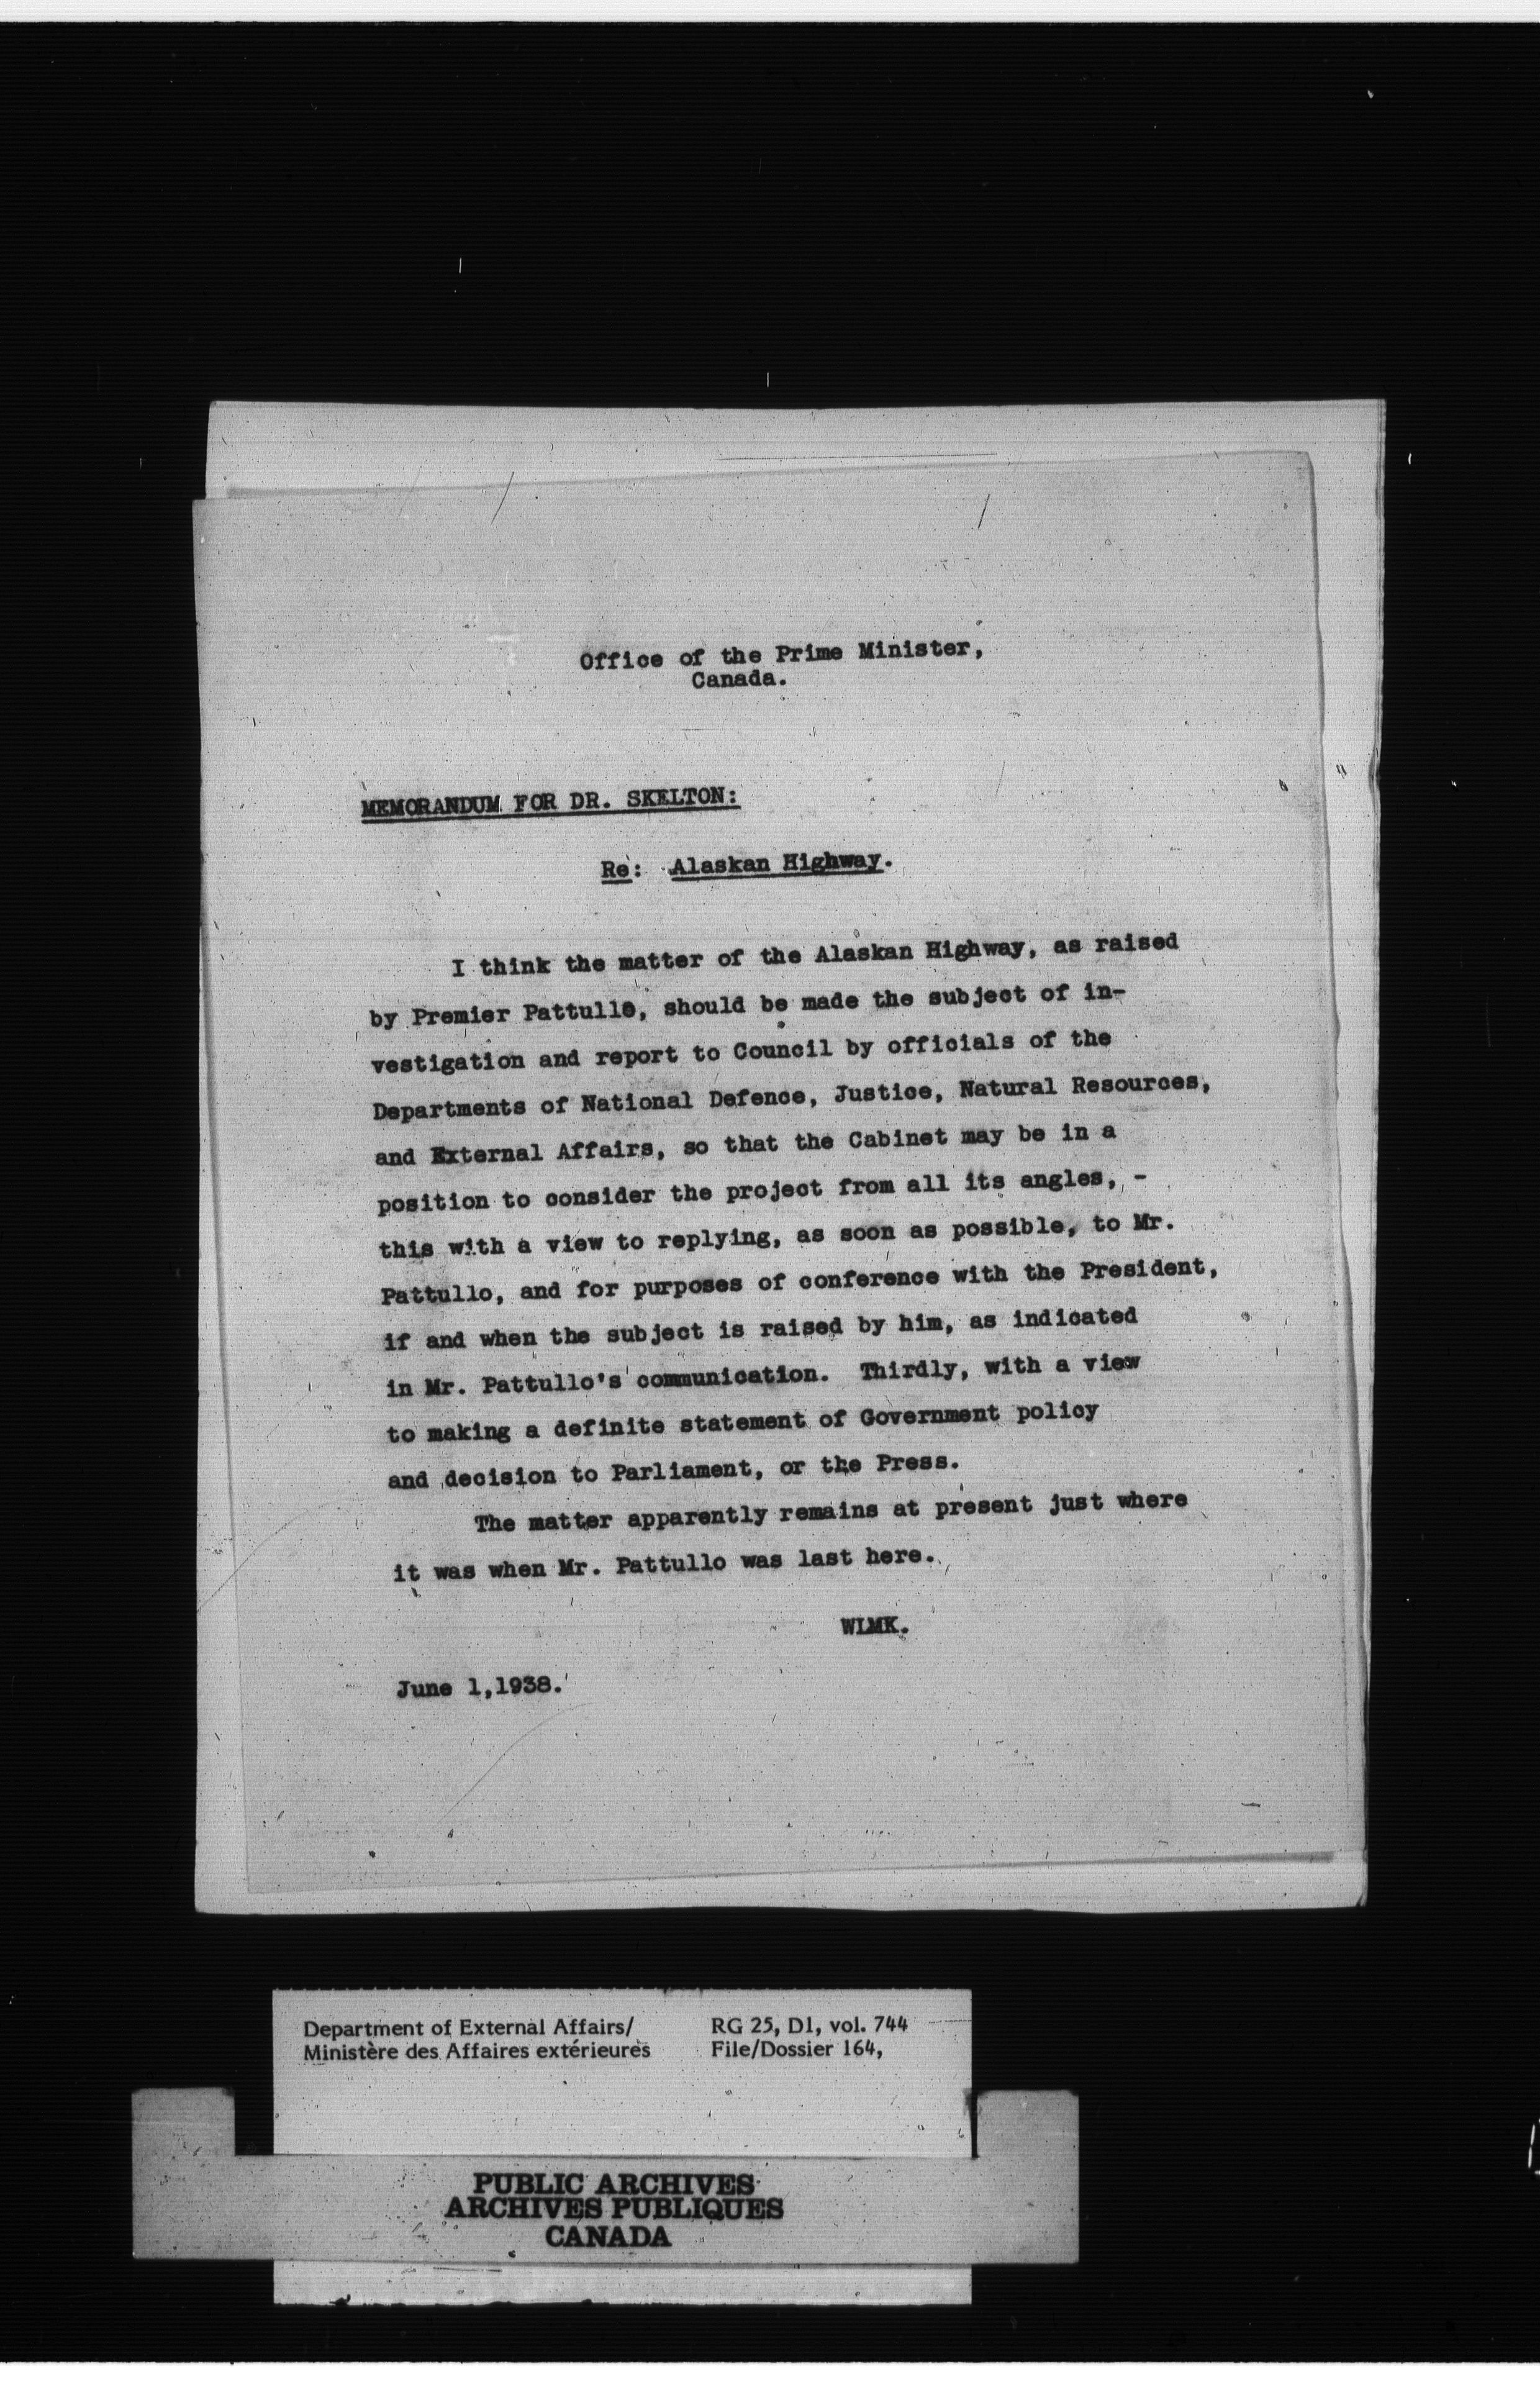 Office of the Prime Minister,
Canada.
MEMORANDUM FOR DR. SKELTON:
Re: Alaskan Highway.
I think the matter of the Alaskan Highway, as raised
by Premier Pattullo, should be made the subject of in-
vestigation and report to Council by officials of the
Departments of National Defence, Justice, Natural Resources,
and External Affairs, so that the Cabinet may be in a
position to consider the project from all its angles, -
this with a view to replying, as soon as possible, to Mr.
Pattullo, and for purposes of conference with the President,
if and when the subject is raised by him, as indicated
in Mr. Pattullo's communication. Thirdly, with a view
to making a definite statement of Government policy
and decision to Parliament, or the Press.
The matter apparently remains at present just where
it was when Mr. Pattullo was last here.
WLMK.
June 1,1938.
Department of External Affairs/ RG 25, D1, vol. 744
Ministère des Affaires extérieures File/Dossier 164,
PUBLIC ARCHIVES
ARCHIVES PUBLIQUES
CANADA